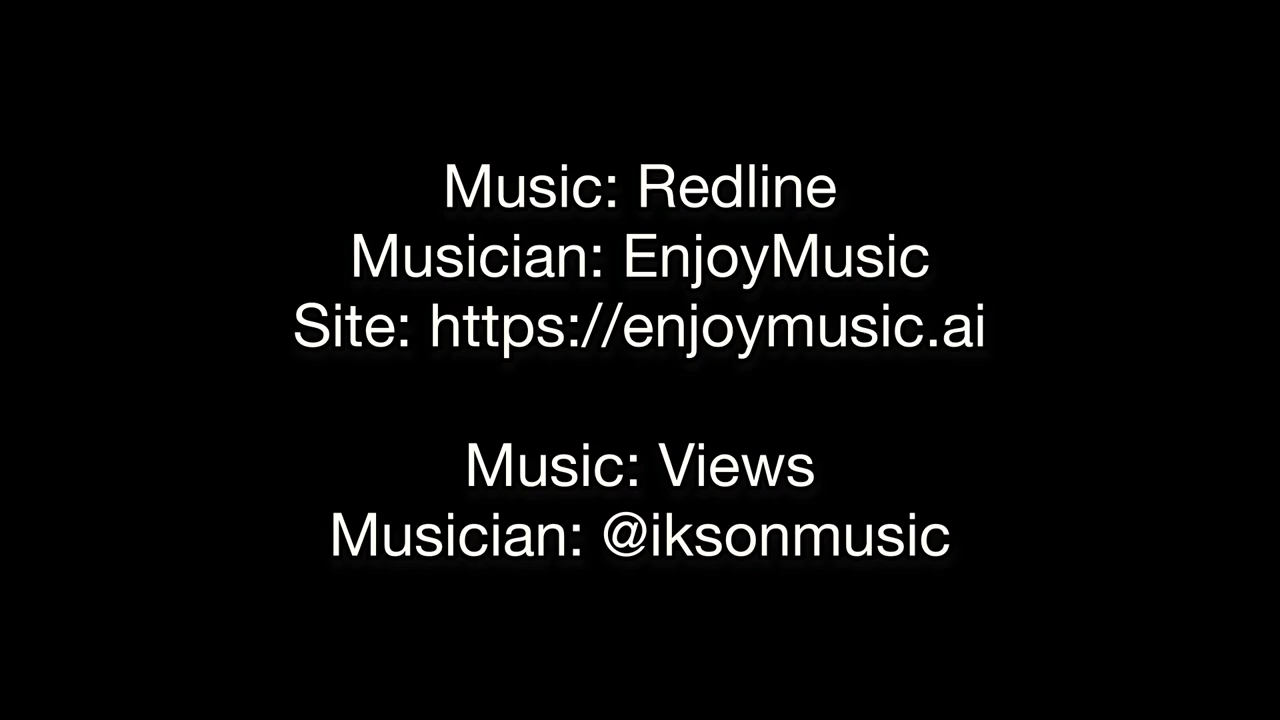 Music: Redline
Musician: EnjoyMusic
Site: https://enjoymusic.ai
Music: Views
Musician: @iksonmusic